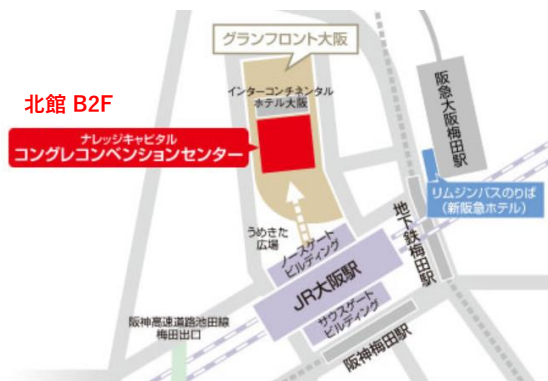 グランフロント大阪
インターコンチネンタル
ホテル大阪
北館 B2F
ナレッジキャピタル
コングレコンベンションセンター
阪急大阪梅田駅
リムジンバスのりば
（新阪急ホテル）
地下鉄梅田駅
うめきた
広場
ノースゲート
ビルディング
JR大阪駅
サウスゲート
ビルディング
阪神高速道路池田線
梅田出口
阪神梅田駅